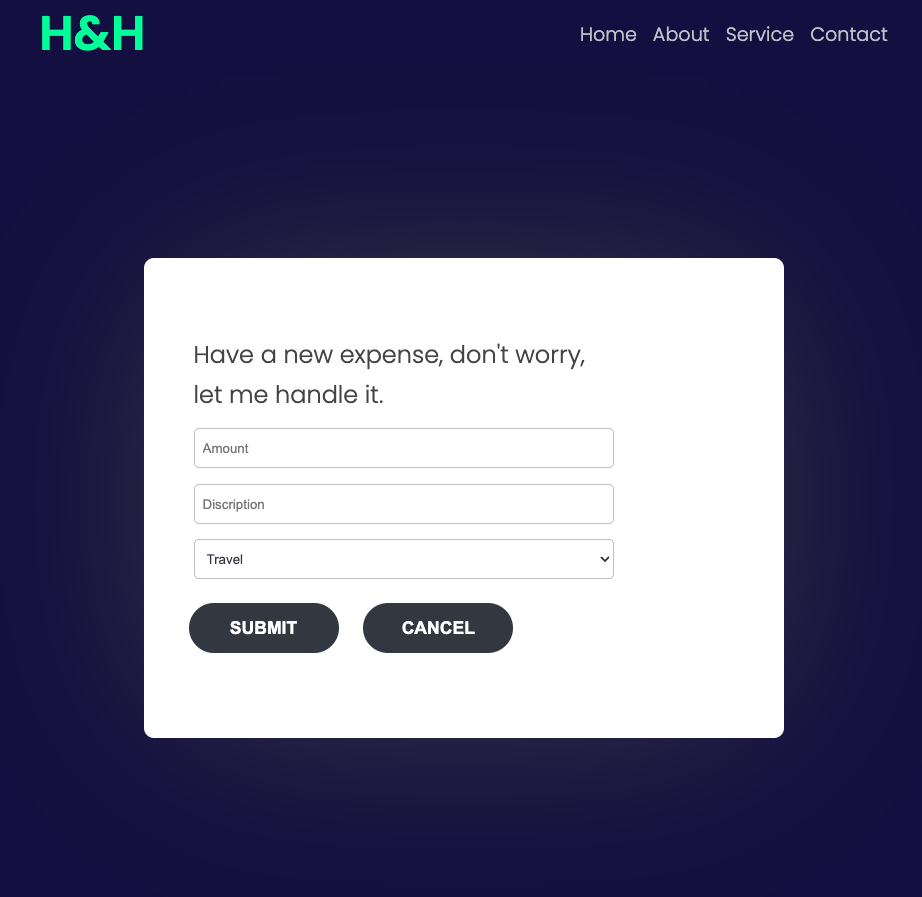 H&H
Home About Service Contact
Have a new expense, don't worry,
let me handle it.
Amount
Discription
Travel
SUBMIT CANCEL